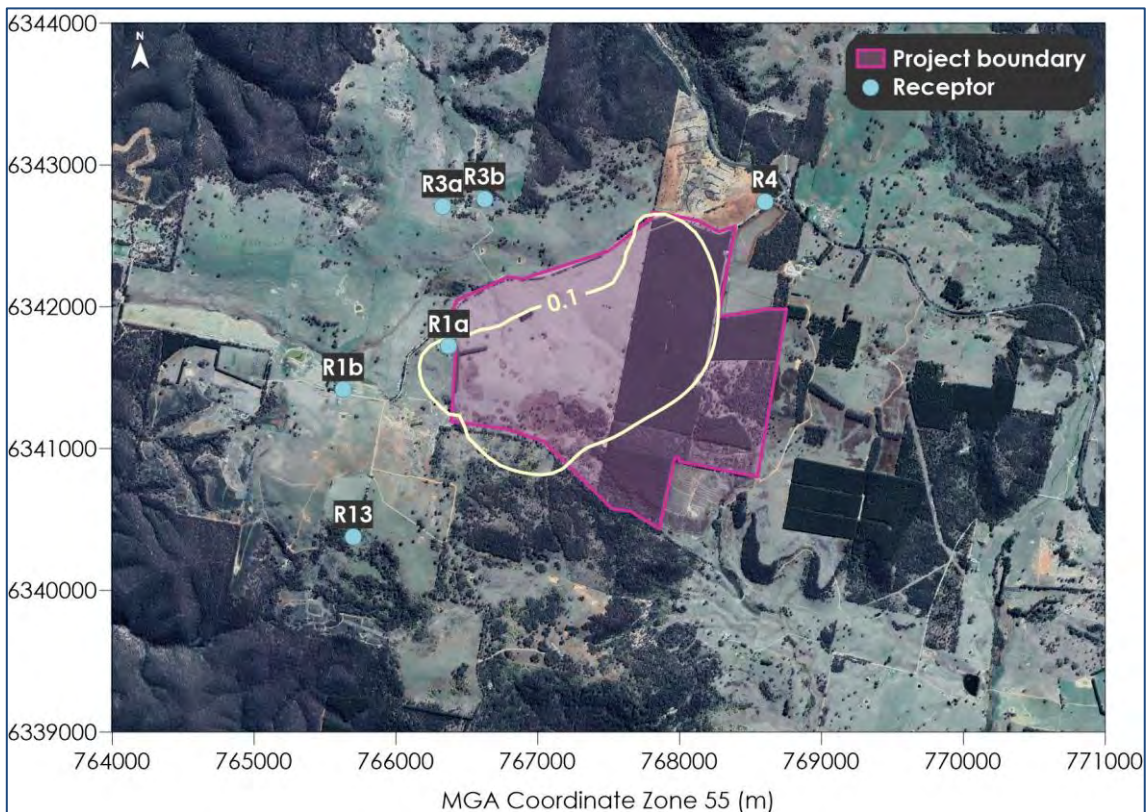 6344000
N
Project boundary
Receptor
6343000
R3a
R3b
R4
0.1
6342000
R1a
R1b
6341000
R13
6340000
6339000
764000 765000 766000 767000 768000 769000 770000 771000
MGA Coordinate Zone 55 (m)